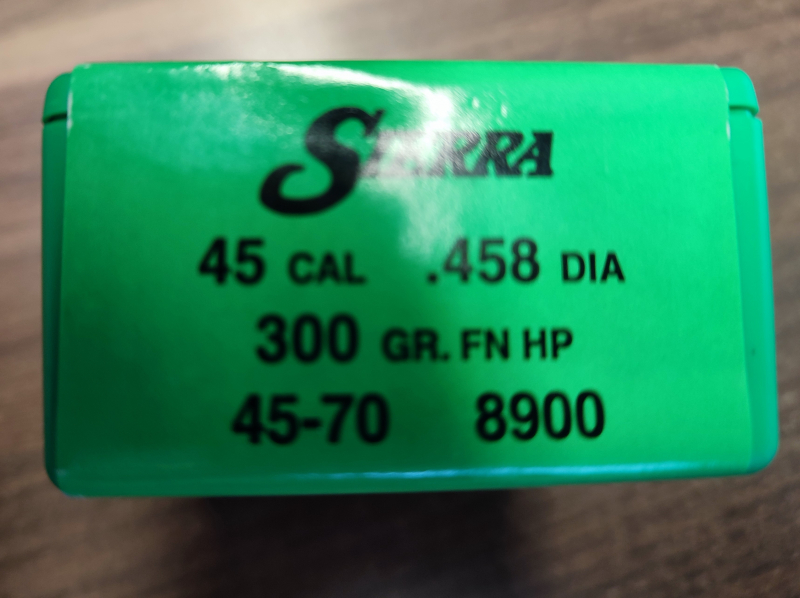 SIERRA
45 CAL .458 DIA
300 GR. FN HP
45-70 8900